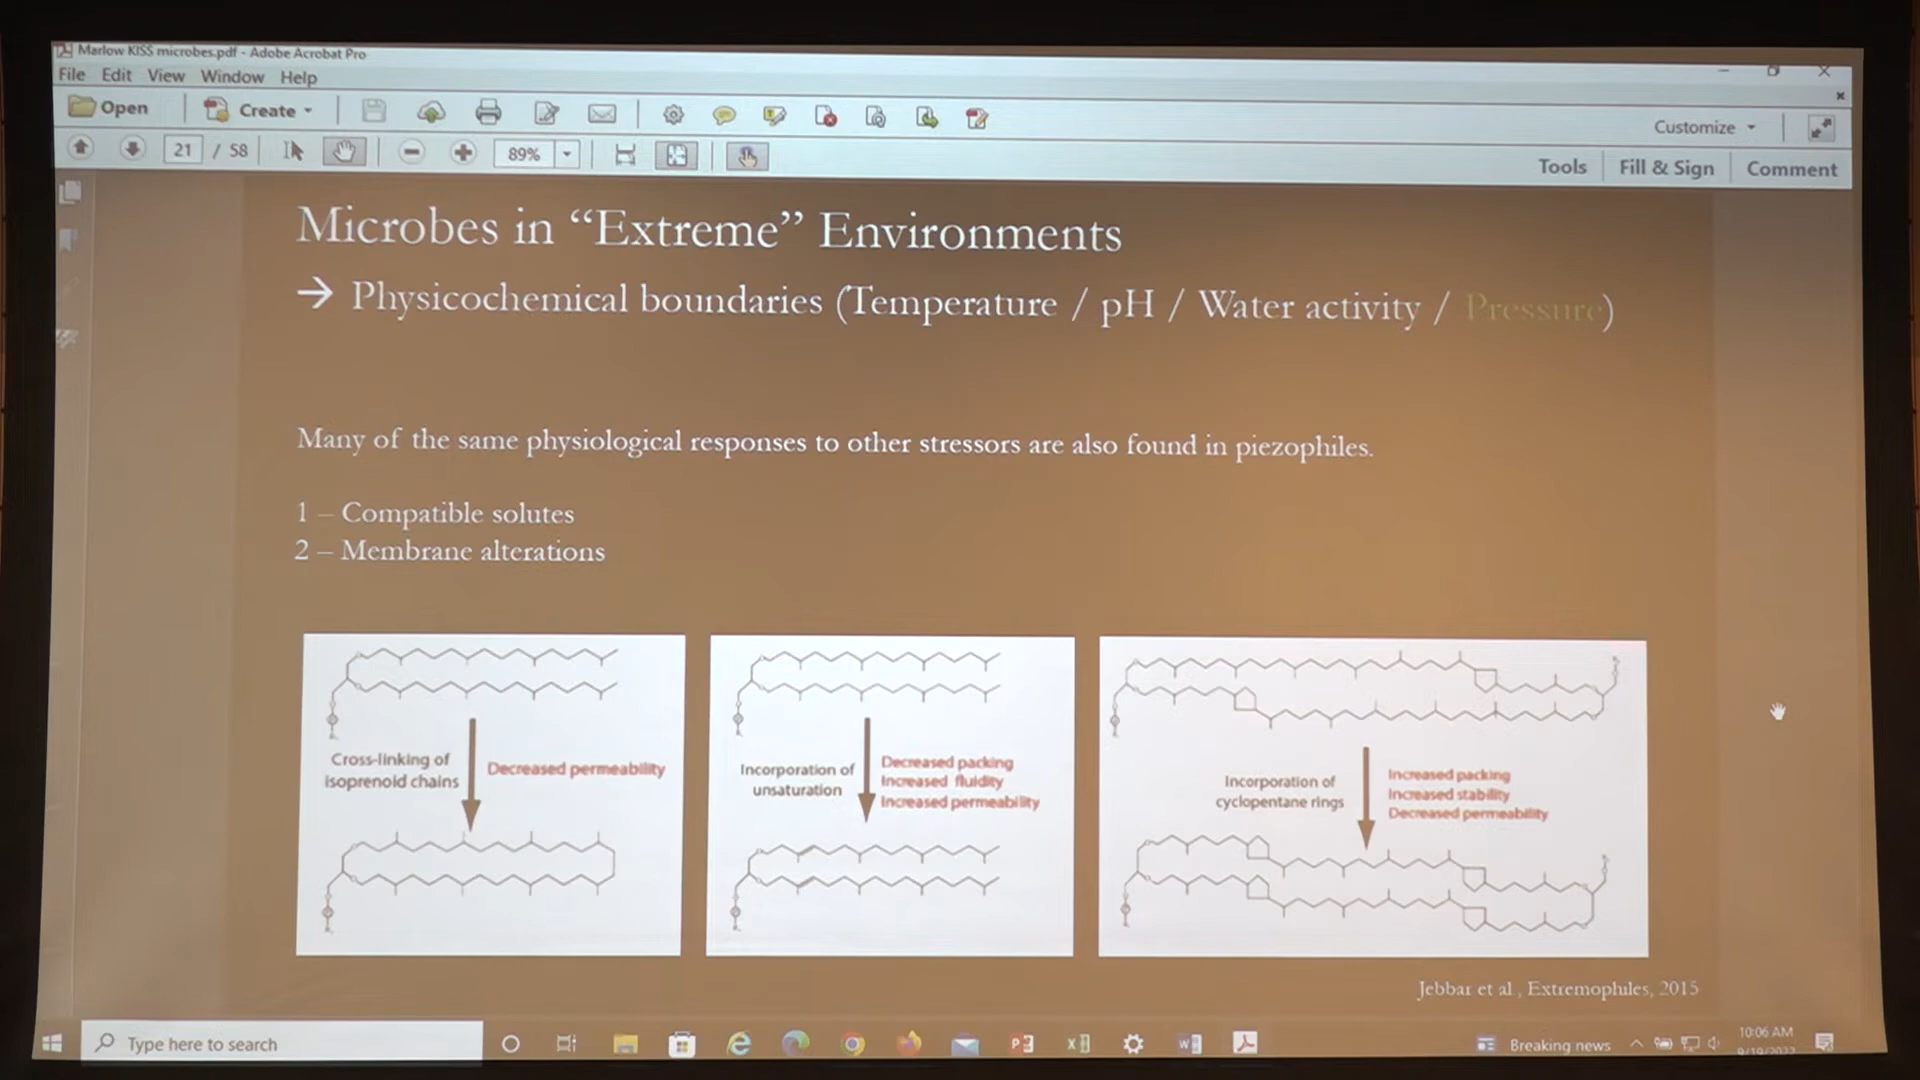 Marlow KISS microbes.pdf - Adobe Acrobat Pro
File Edit View Window Help
Open Create
Customize
21 / 58 89%
Tools Fill & Sign Comment
Microbes in “Extreme” Environments
→ Physicochemical boundaries (Temperature / pH / Water activity / Pressure)
Many of the same physiological responses to other stressors are also found in piezophiles.
1 – Compatible solutes
2 – Membrane alterations
Cross-linking of
isoprenoid chains
Decreased permeability
Incorporation of
unsaturation
Decreased packing
Increased fluidity
Increased permeability
Incorporation of
cyclopentane rings
Increased packing
Increased stability
Decreased permeability
Jebbar et al., Extremophiles, 2015
Type here to search
Breaking news
10:06 AM